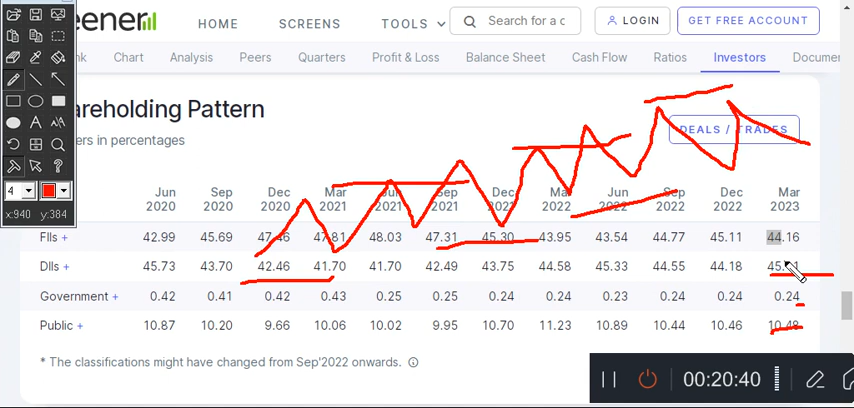 eener
HOME SCREENS TOOLS Search for a c LOGIN GET FREE ACCOUNT
nk Chart Analysis Peers Quarters Profit & Loss Balance Sheet Cash Flow Ratios Investors Documen
areholding Pattern
ers in percentages
DEALS / TRADES
Jun 2020 Sep 2020 Dec 2020 Mar 2021 Jun 2021 Sep 2021 Dec 2021 Mar 2022 Jun 2022 Sep 2022 Dec 2022 Mar 2023
FIIs + 42.99 45.69 47.46 47.81 48.03 47.31 45.30 43.95 43.54 44.77 45.11 44.16
DIIs + 45.73 43.70 42.46 41.70 41.70 42.49 43.75 44.58 45.33 44.55 44.18
Government + 0.42 0.41 0.42 0.43 0.25 0.25 0.24 0.24 0.23 0.24 0.24 0.24
Public + 10.87 10.20 9.66 10.06 10.02 9.95 10.70 11.23 10.89 10.44 10.46 10.48
* The classifications might have changed from Sep'2022 onwards.
4
x:940 y:384
00:20:40